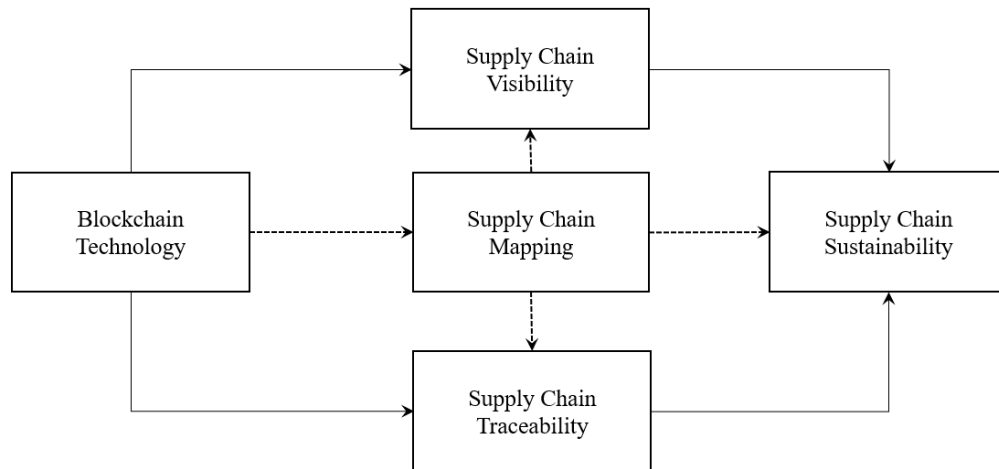 Supply Chain
Visibility
Blockchain
Technology
Supply Chain
Mapping
Supply Chain
Sustainability
Supply Chain
Traceability